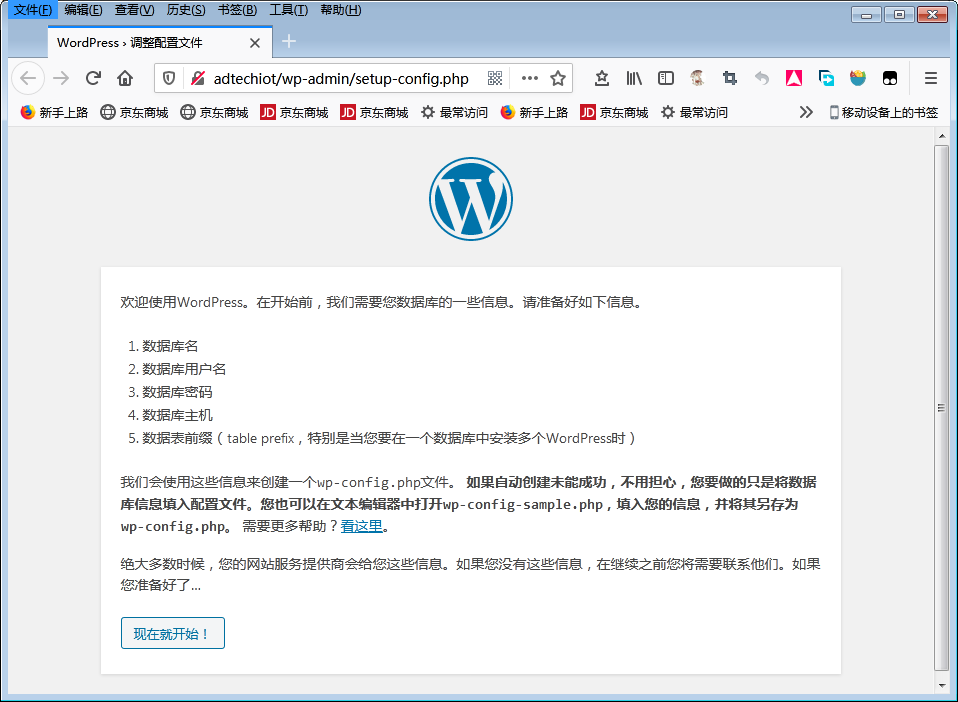 文件(F) 编辑(E) 查看(V) 历史(S) 书签(B) 工具(T) 帮助(H)
WordPress › 调整配置文件
adtechiot/wp-admin/setup-config.php
新手上路 京东商城 京东商城 JD 京东商城 JD 京东商城 最常访问 新手上路 JD 京东商城 最常访问 移动设备上的书签
欢迎使用WordPress。在开始前，我们需要您数据库的一些信息。请准备好如下信息。
1. 数据库名
2. 数据库用户名
3. 数据库密码
4. 数据库主机
5. 数据表前缀（table prefix，特别是当您要在一个数据库中安装多个WordPress时）
我们会使用这些信息来创建一个wp-config.php文件。 如果自动创建未能成功，不用担心，您要做的只是将数据
库信息填入配置文件。您也可以在文本编辑器中打开wp-config-sample.php，填入您的信息，并将其另存为
wp-config.php。 需要更多帮助？看这里。
绝大多数时候，您的网站服务提供商会给您这些信息。如果您没有这些信息，在继续之前您将需要联系他们。如果
您准备好了...
现在就开始！